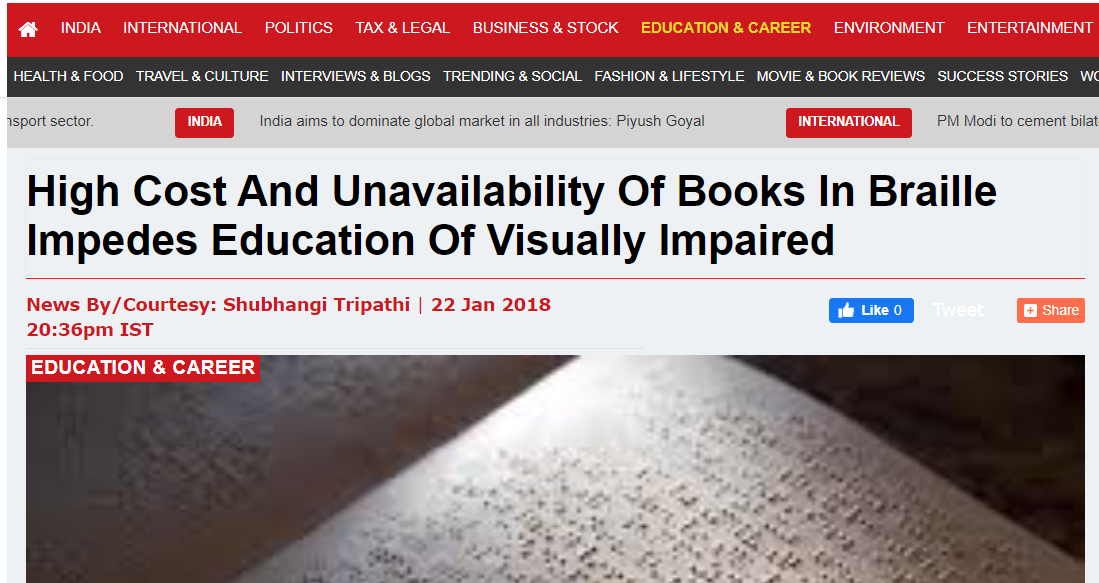 INDIA INTERNATIONAL POLITICS TAX & LEGAL BUSINESS & STOCK EDUCATION & CAREER ENVIRONMENT ENTERTAINMENT
HEALTH & FOOD TRAVEL & CULTURE INTERVIEWS & BLOGS TRENDING & SOCIAL FASHION & LIFESTYLE MOVIE & BOOK REVIEWS SUCCESS STORIES
sector. INDIA India aims to dominate global market in all industries: Piyush Goyal INTERNATIONAL PM Modi to cement
High Cost And Unavailability Of Books In Braille
Impedes Education Of Visually Impaired
News By/Courtesy: Shubhangi Tripathi | 22 Jan 2018
20:36pm IST
Like 0 Tweet Share
EDUCATION & CAREER